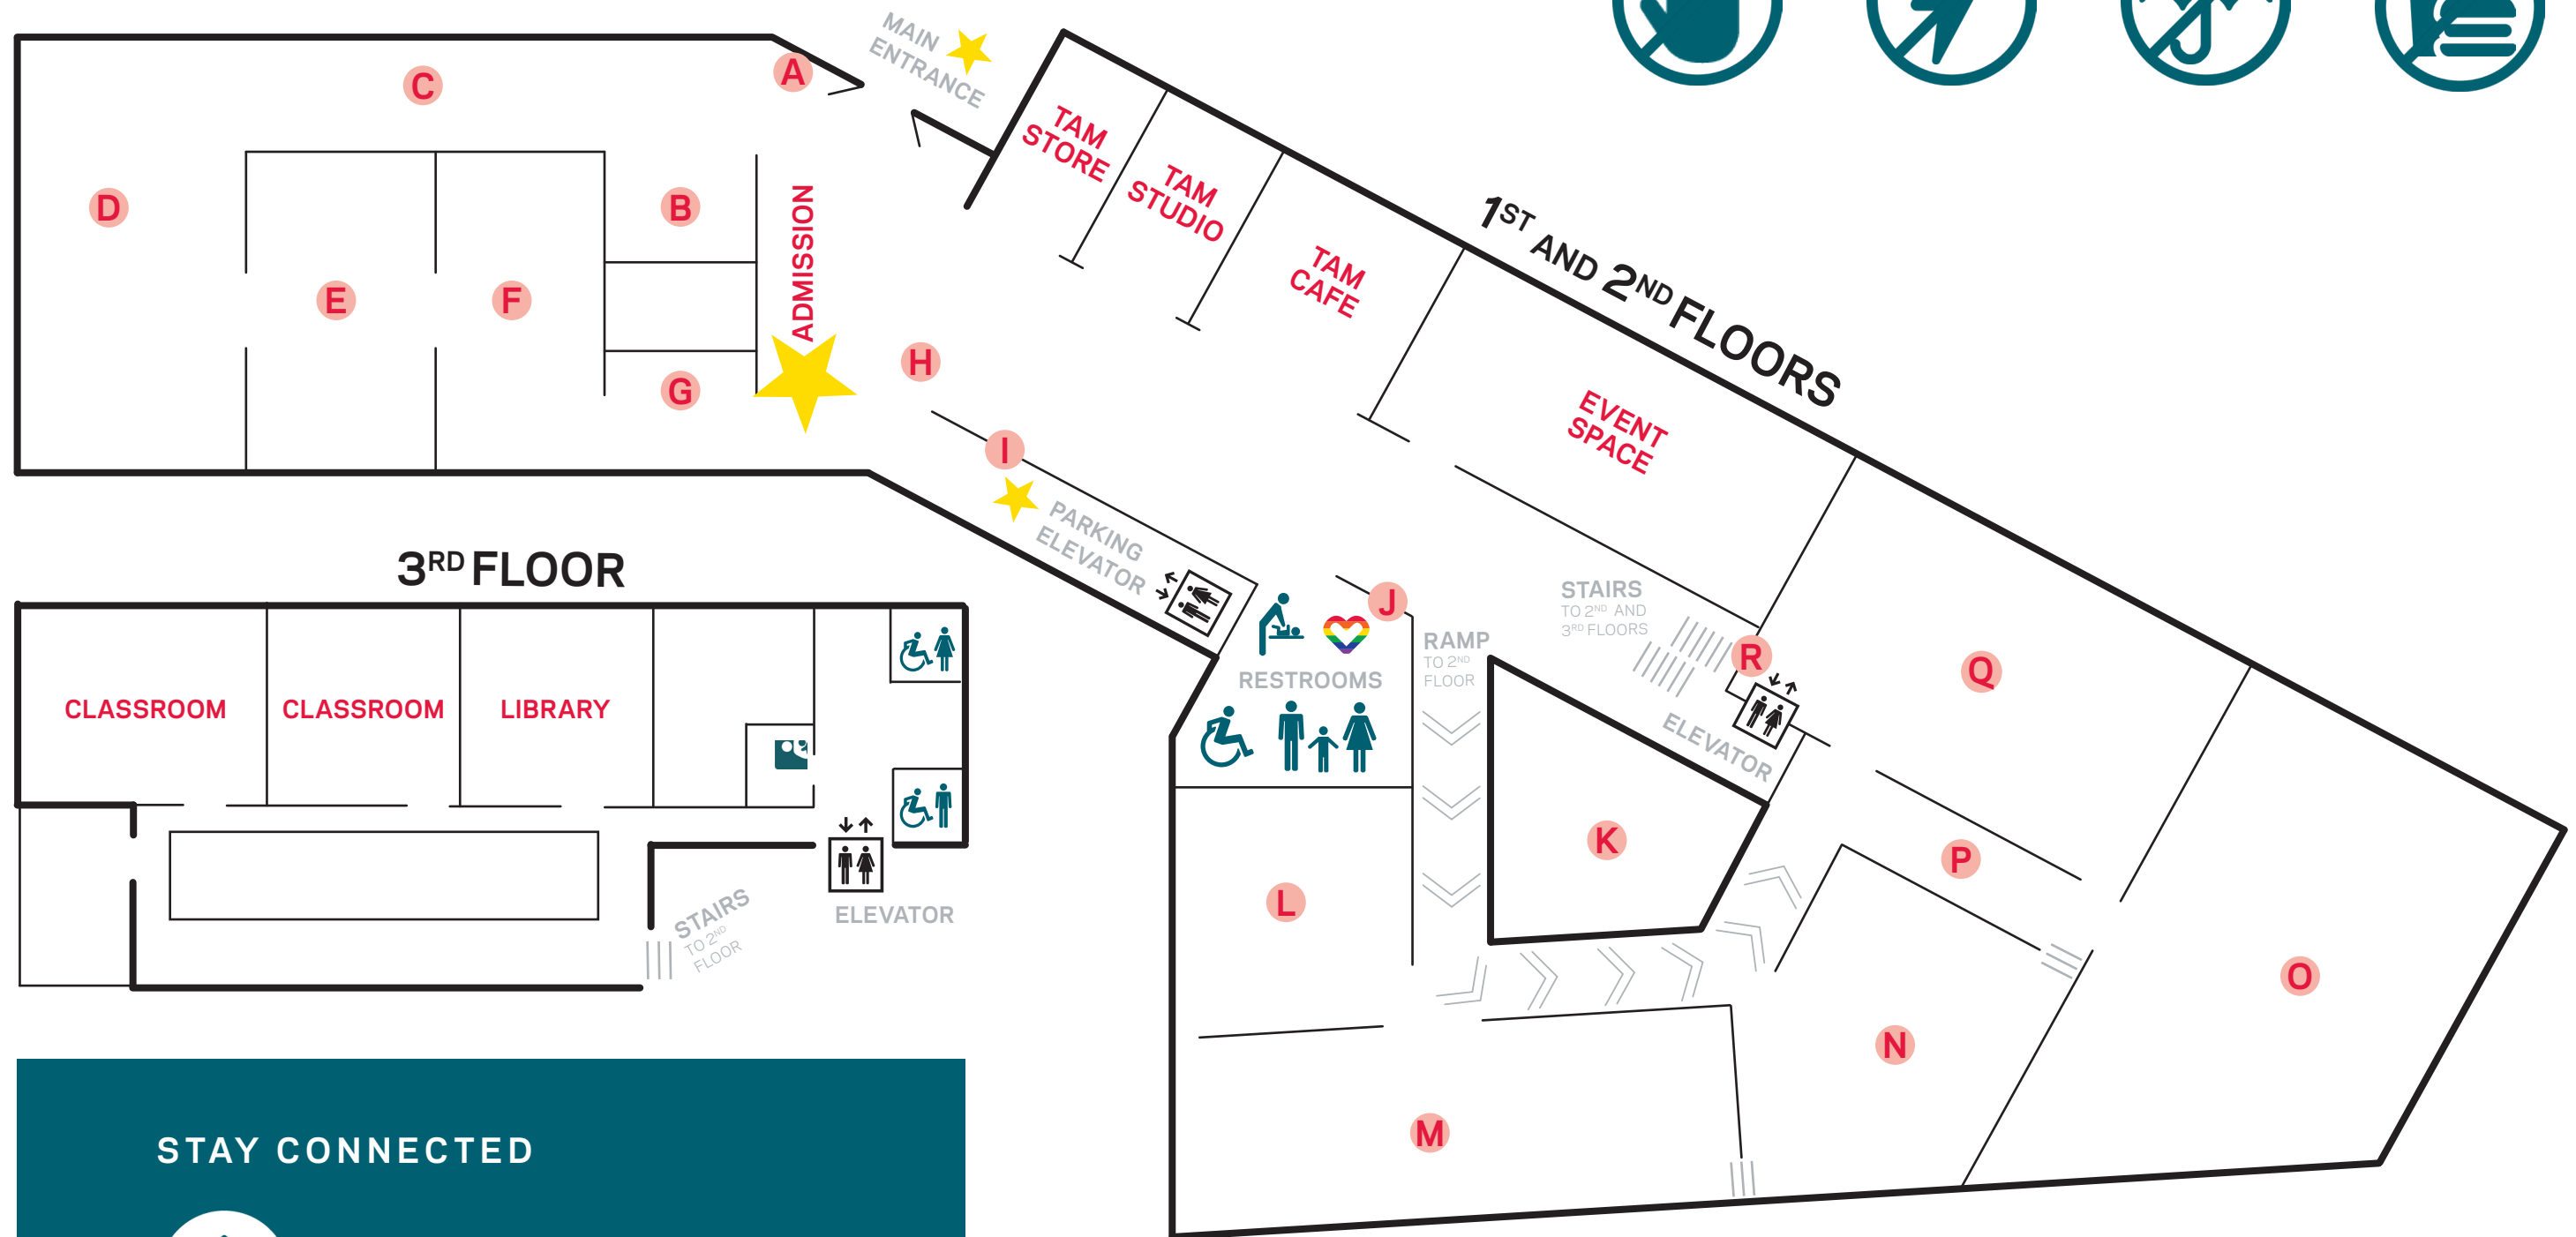 MAIN
ENTRANCE
A
C
B
D
E
F
G
ADMISSION
H
I
TAM
STORE
TAM
STUDIO
TAM
CAFE
1ST AND 2ND FLOORS
EVENT
SPACE
PARKING
ELEVATOR
J
RESTROOMS
RAMP
TO 2ND
FLOOR
STAIRS
TO 2ND AND
3RD FLOORS
R
ELEVATOR
Q
K
P
L
O
N
M
3RD FLOOR
CLASSROOM
CLASSROOM
LIBRARY
STAIRS
TO 2ND
FLOOR
ELEVATOR
STAY CONNECTED